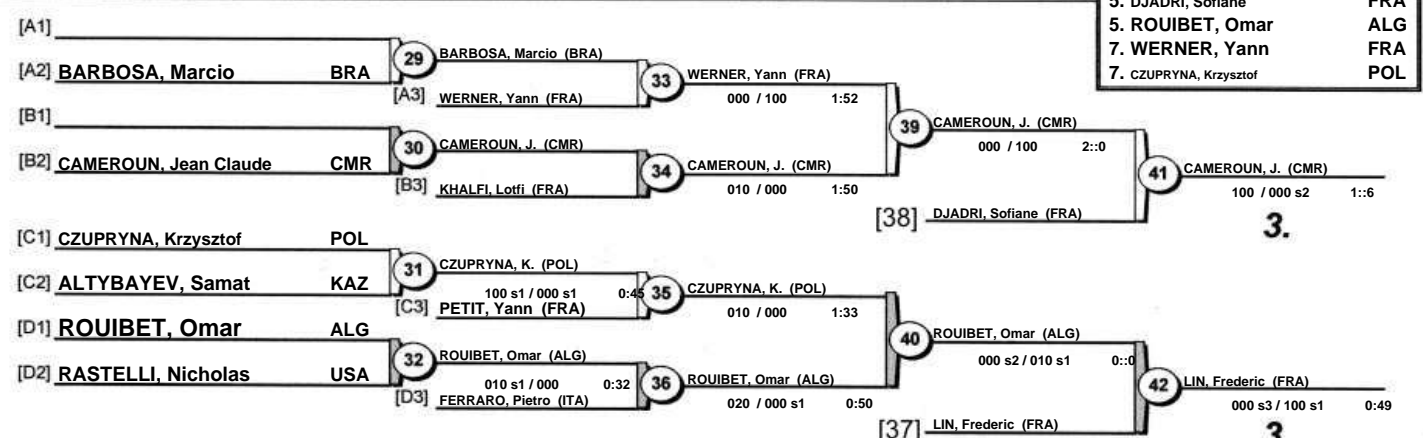 5. DJADRI, Sofiane FRA
5. ROUIBET, Omar ALG
7. WERNER, Yann FRA
7. CZUPRYNA, Krzysztof POL
[A1]
[A2] BARBOSA, Marcio BRA
29
BARBOSA, Marcio (BRA)
[A3] WERNER, Yann (FRA)
33
WERNER, Yann (FRA)
000 / 100 1:52
[B1]
[B2] CAMEROUN, Jean Claude CMR
30
CAMEROUN, J. (CMR)
[B3] KHALFI, Lotfi (FRA)
34
CAMEROUN, J. (CMR)
010 / 000 1:50
39
CAMEROUN, J. (CMR)
000 / 100 2::0
[38] DJADRI, Sofiane (FRA)
41
CAMEROUN, J. (CMR)
100 / 000 s2 1::6
3.
[C1] CZUPRYNA, Krzysztof POL
[C2] ALTYBAYEV, Samat KAZ
31
CZUPRYNA, K. (POL)
100 s1 / 000 s1 0:45
[C3] PETIT, Yann (FRA)
35
CZUPRYNA, K. (POL)
010 / 000 1:33
[D1] ROUIBET, Omar ALG
[D2] RASTELLI, Nicholas USA
32
ROUIBET, Omar (ALG)
010 s1 / 000 0:32
[D3] FERRARO, Pietro (ITA)
36
ROUIBET, Omar (ALG)
020 / 000 s1 0:50
40
ROUIBET, Omar (ALG)
000 s2 / 010 s1 0::0
[37] LIN, Frederic (FRA)
42
LIN, Frederic (FRA)
000 s3 / 100 s1 0:49
3